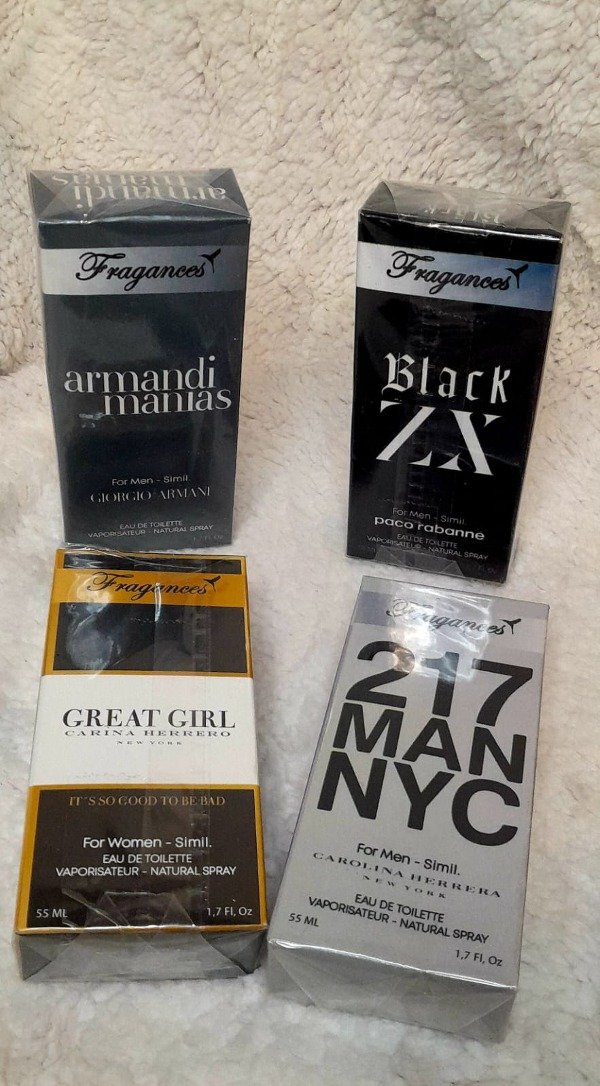 armandi
manias
Fragances
armandi
manias
For Men - Simil.
GIORGIO ARMANI
EAU DE TOILETTE
VAPORISATEUR - NATURAL SPRAY
Fragances
Black
ZX
For Men - Simil.
paco rabanne
EAU DE TOILETTE
VAPORISATEUR - NATURAL SPRAY
Fragances
GREAT GIRL
CARINA HERRERO
NEW YORK
IT'S SO GOOD TO BE BAD
For Women - Simil.
EAU DE TOILETTE
VAPORISATEUR - NATURAL SPRAY
55 ML 1,7 Fl, Oz
Fragances
217
MAN
NYC
For Men - Simil.
CAROLINA HERRERA
NEW YORK
EAU DE TOILETTE
VAPORISATEUR - NATURAL SPRAY
55 ML 1,7 Fl, Oz